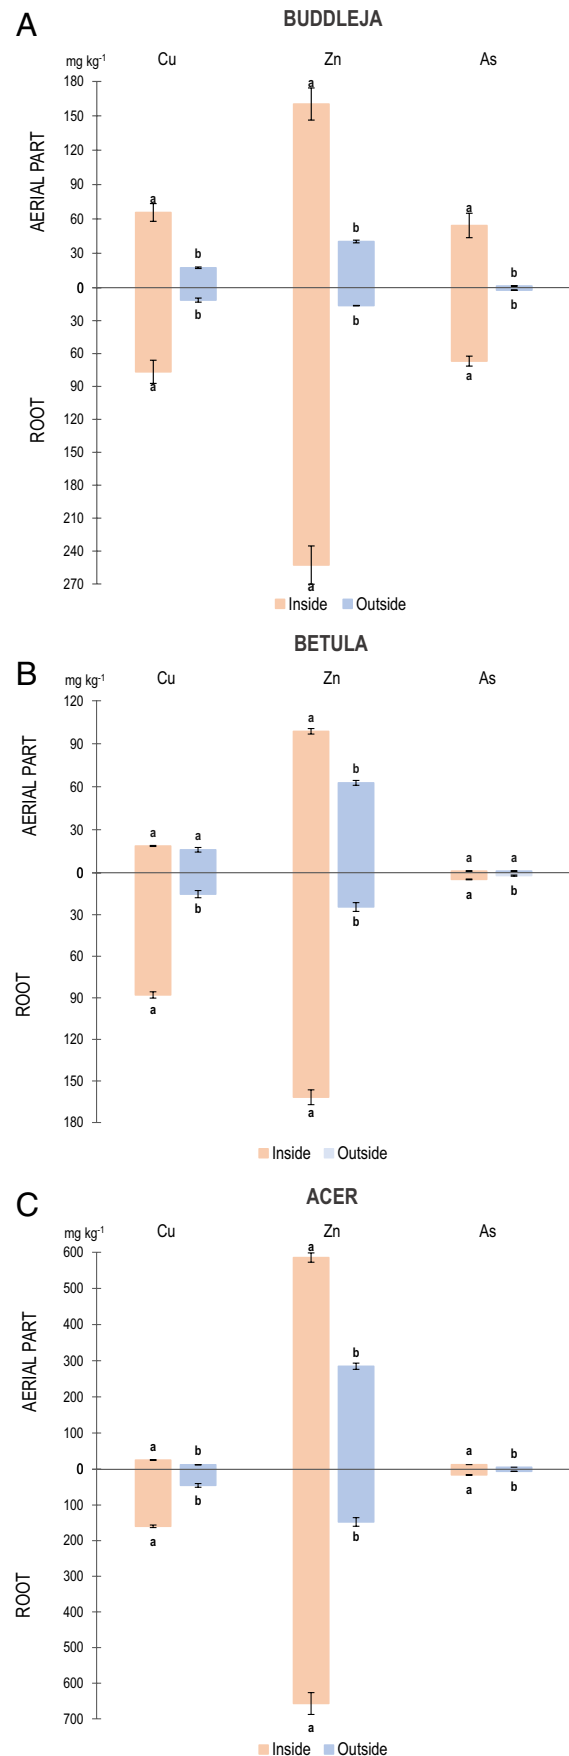 A
BUDDLEJA
mg kg-1
Cu
Zn
As
180
150
120
90
60
30
0
30
60
90
120
150
180
210
240
270
AERIAL PART
ROOT
a
b
a
b
a
b
a
b
a
b
a
b
Inside
Outside
B
BETULA
mg kg-1
Cu
Zn
As
120
90
60
30
0
30
60
90
120
150
180
AERIAL PART
ROOT
a
a
a
b
a
a
a
b
a
b
a
b
Inside
Outside
C
ACER
mg kg-1
Cu
Zn
As
600
500
400
300
200
100
0
100
200
300
400
500
600
700
AERIAL PART
ROOT
a
b
a
b
a
b
a
b
a
b
a
b
Inside
Outside